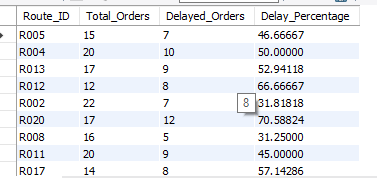 Route_ID Total_Orders Delayed_Orders Delay_Percentage
R005 15 7 46.66667
R004 20 10 50.00000
R013 17 9 52.94118
R012 12 8 66.66667
R002 22 7 8 31.81818
R020 17 12 70.58824
R008 16 5 31.25000
R011 20 9 45.00000
R017 14 8 57.14286